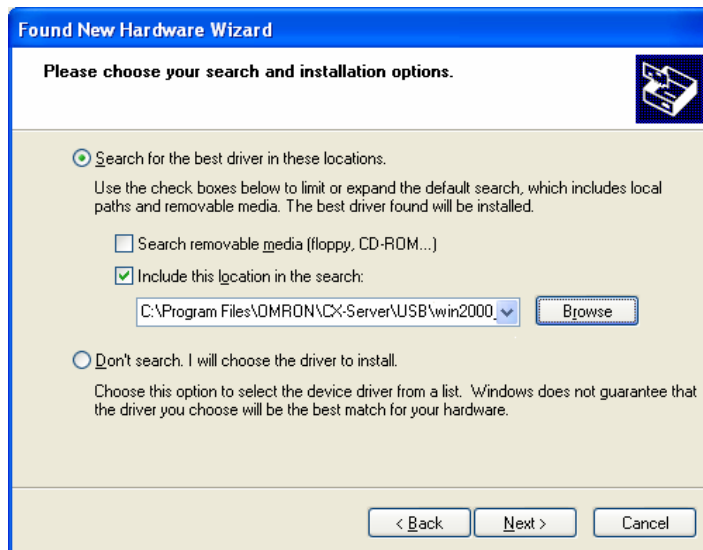 Found New Hardware Wizard
Please choose your search and installation options.
Search for the best driver in these locations.
Use the check boxes below to limit or expand the default search, which includes local
paths and removable media. The best driver found will be installed.
Search removable media (floppy, CD-ROM...)
Include this location in the search:
C:\Program Files\OMRON\CX-Server\USB\win2000_
Browse
Don't search. I will choose the driver to install.
Choose this option to select the device driver from a list. Windows does not guarantee that
the driver you choose will be the best match for your hardware.
< Back
Next >
Cancel